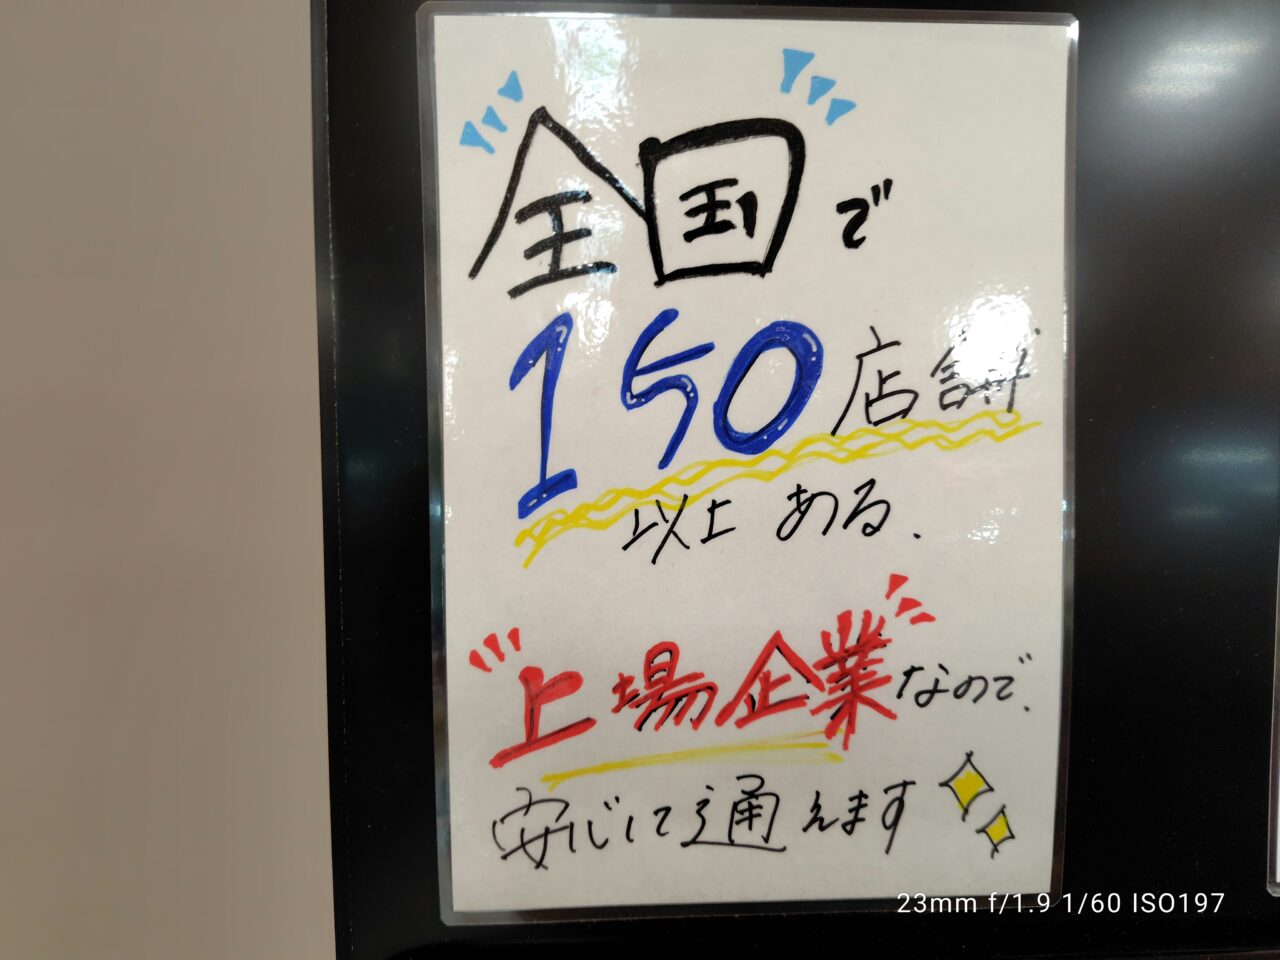 全国で
150店舗
以上ある.
上場企業なので.
安心して通えます
23mm f/1.9 1/60 ISO197